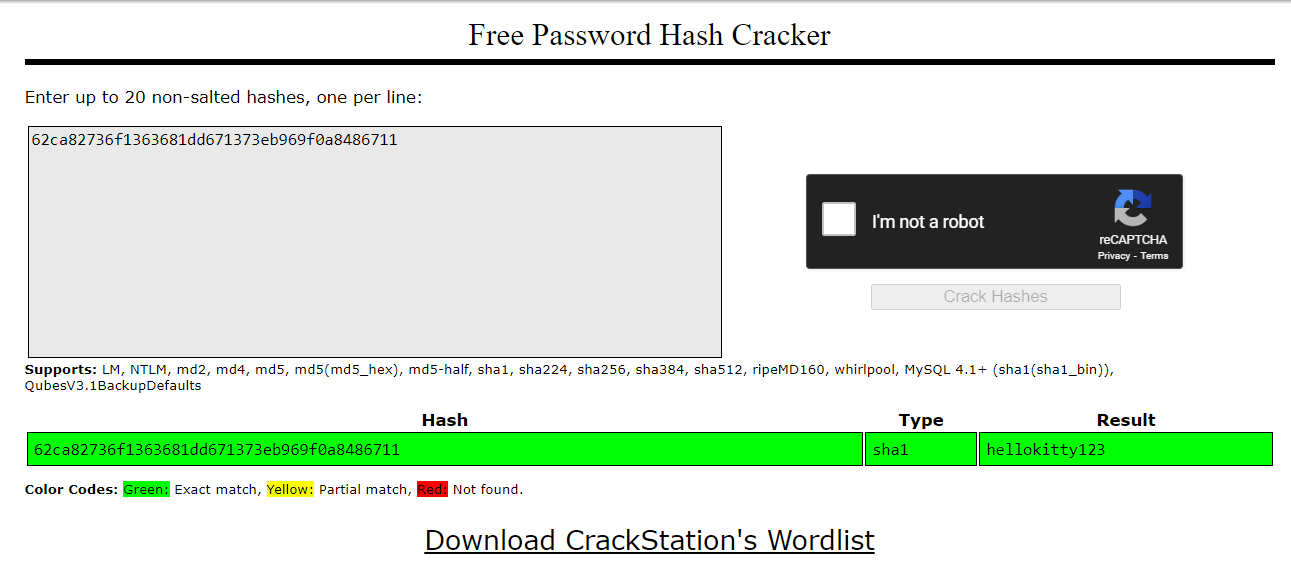 Free Password Hash Cracker
Enter up to 20 non-salted hashes, one per line:
62ca82736f1363681dd671373eb969f0a8486711
I'm not a robot
reCAPTCHA
Privacy - Terms
Crack Hashes
Supports: LM, NTLM, md2, md4, md5, md5(md5_hex), md5-half, sha1, sha224, sha256, sha384, sha512, ripeMD160, whirlpool, MySQL 4.1+ (sha1(sha1_bin)),
QubesV3.1BackupDefaults
Hash Type Result
62ca82736f1363681dd671373eb969f0a8486711 sha1 hellokitty123
Color Codes: Green: Exact match, Yellow: Partial match, Red: Not found.
Download CrackStation's Wordlist